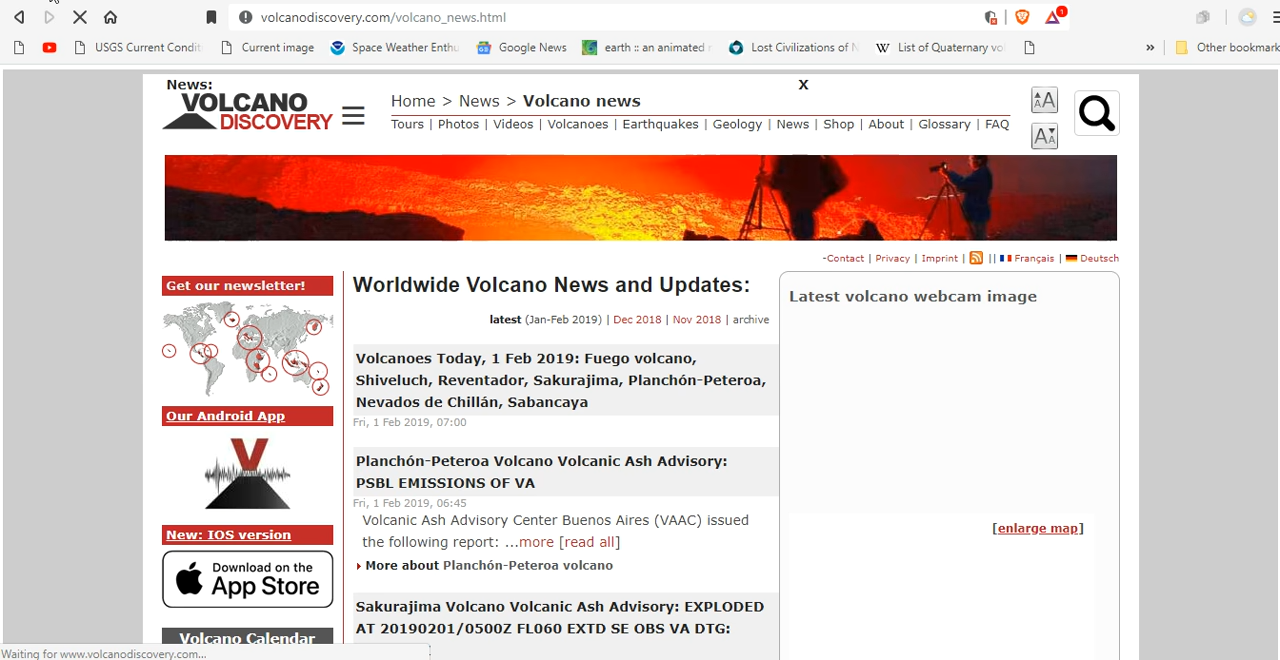 volcanodiscovery.com/volcano_news.html
1
USGS Current Condit
Current image
Space Weather Enthu
Google News
earth :: an animated
Lost Civilizations of N
W List of Quaternary vo
»
Other bookmark
News:
VOLCANO
DISCOVERY
Home > News > Volcano news
X
Tours | Photos | Videos | Volcanoes | Earthquakes | Geology | News | Shop | About | Glossary | FAQ
AA
AA
-Contact | Privacy | Imprint | || Français | Deutsch
Get our newsletter!
Our Android App
New: IOS version
Download on the
App Store
Volcano Calendar
Worldwide Volcano News and Updates:
latest (Jan-Feb 2019) | Dec 2018 | Nov 2018 | archive
Volcanoes Today, 1 Feb 2019: Fuego volcano,
Shiveluch, Reventador, Sakurajima, Planchón-Peteroa,
Nevados de Chillán, Sabancaya
Fri, 1 Feb 2019, 07:00
Planchón-Peteroa Volcano Volcanic Ash Advisory:
PSBL EMISSIONS OF VA
Fri, 1 Feb 2019, 06:45
Volcanic Ash Advisory Center Buenos Aires (VAAC) issued
the following report: ...more [read all]
More about Planchón-Peteroa volcano
Sakurajima Volcano Volcanic Ash Advisory: EXPLODED
AT 20190201/0500Z FL060 EXTD SE OBS VA DTG:
Latest volcano webcam image
[enlarge map]
Waiting for www.volcanodiscovery.com...